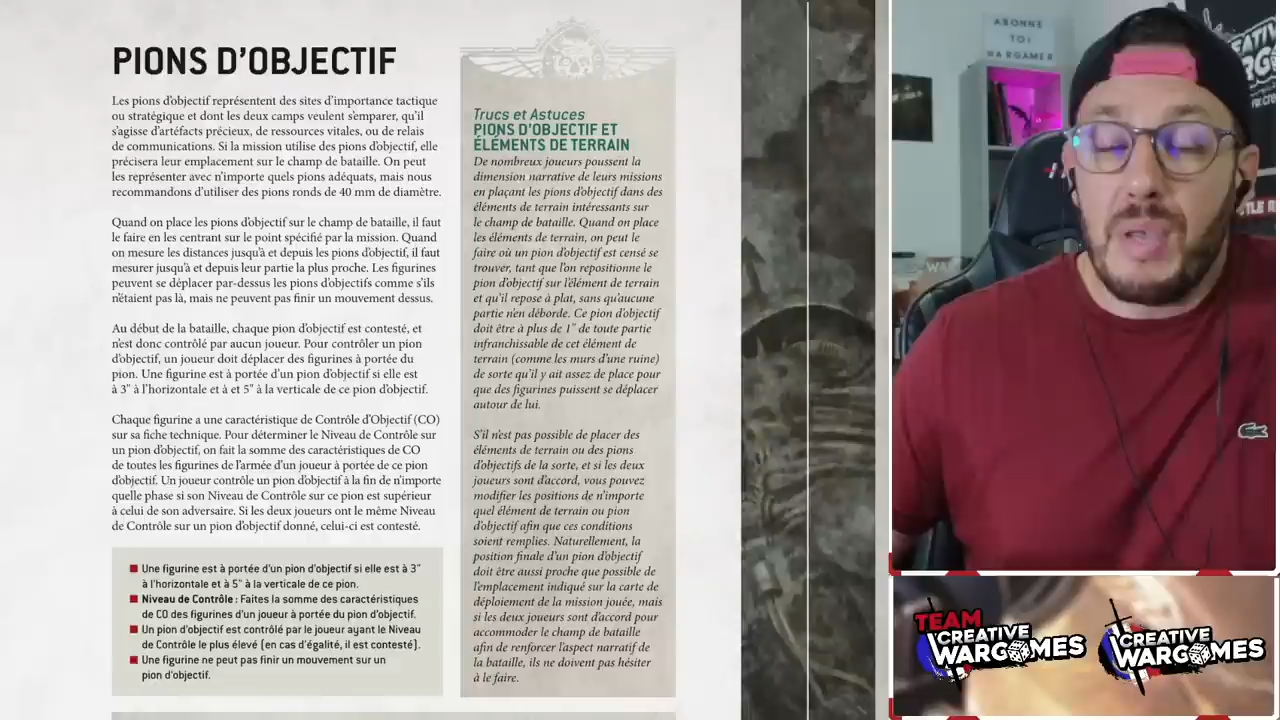 PIONS D'OBJECTIF
Les pions d'objectif représentent des sites d'importance tactique
ou stratégique et dont les deux camps veulent s'emparer, qu'il
s'agisse d'artéfacts précieux, de ressources vitales, ou de relais
de communications. Si la mission utilise des pions d'objectif, elle
précisera leur emplacement sur le champ de bataille. On peut
les représenter avec n'importe quels pions adéquats, mais nous
recommandons d'utiliser des pions ronds de 40 mm de diamètre.
Quand on place les pions d'objectif sur le champ de bataille, il faut
le faire en les centrant sur le point spécifié par la mission. Quand
on mesure les distances jusqu'à et depuis les pions d'objectif, il faut
mesurer jusqu'à et depuis leur partie la plus proche. Les figurines
peuvent se déplacer par-dessus les pions d'objectifs comme s'ils
n'étaient pas là, mais ne peuvent pas finir un mouvement dessus.
Au début de la bataille, chaque pion d'objectif est contesté, et
n'est donc contrôlé par aucun joueur. Pour contrôler un pion
d'objectif, un joueur doit déplacer des figurines à portée du
pion. Une figurine est à portée d'un pion d'objectif si elle est
à 3" à l'horizontale et à et 5" à la verticale de ce pion d'objectif.
Chaque figurine a une caractéristique de Contrôle d'Objectif (CO)
sur sa fiche technique. Pour déterminer le Niveau de Contrôle sur
un pion d'objectif, on fait la somme des caractéristiques de CO
de toutes les figurines de l'armée d'un joueur à portée de ce pion
d'objectif. Un joueur contrôle un pion d'objectif à la fin de n'importe
quelle phase si son Niveau de Contrôle sur ce pion est supérieur
à celui de son adversaire. Si les deux joueurs ont le même Niveau
de Contrôle sur un pion d'objectif donné, celui-ci est contesté.
Une figurine est à portée d'un pion d'objectif si elle est à 3"
à l'horizontale et à 5" à la verticale de ce pion.
Niveau de Contrôle : Faites la somme des caractéristiques
de CO des figurines d'un joueur à portée du pion d'objectif.
Un pion d'objectif est contrôlé par le joueur ayant le Niveau
de Contrôle le plus élevé (en cas d'égalité, il est contesté).
Une figurine ne peut pas finir un mouvement sur un
pion d'objectif.
Trucs et Astuces
PIONS D'OBJECTIF ET
ÉLÉMENTS DE TERRAIN
De nombreux joueurs poussent la
dimension narrative de leurs missions
en plaçant les pions d'objectif dans des
éléments de terrain intéressants sur
le champ de bataille. Quand on place
les éléments de terrain, on peut le
faire où un pion d'objectif est censé se
trouver, tant que l'on repositionne le
pion d'objectif sur l'élément de terrain
et qu'il repose à plat, sans qu'aucune
partie n'en déborde. Ce pion d'objectif
doit être à plus de 1" de toute partie
infranchissable de cet élément de
terrain (comme les murs d'une ruine)
de sorte qu'il y ait assez de place pour
que des figurines puissent se déplacer
autour de lui.
S'il n'est pas possible de placer des
éléments de terrain ou des pions
d'objectifs de la sorte, et si les deux
joueurs sont d'accord, vous pouvez
modifier les positions de n'importe
quel élément de terrain ou pion
d'objectif afin que ces conditions
soient remplies. Naturellement, la
position finale d'un pion d'objectif
doit être aussi proche que possible de
l'emplacement indiqué sur la carte de
déploiement de la mission jouée, mais
si les deux joueurs sont d'accord pour
accommoder le champ de bataille
afin de renforcer l'aspect narratif de
la bataille, ils ne doivent pas hésiter
à le faire.
ABONNE
TOI
WARGAMER
TEAM
CREATIVE
WARGAMES
CREATIVE
WARGAMES